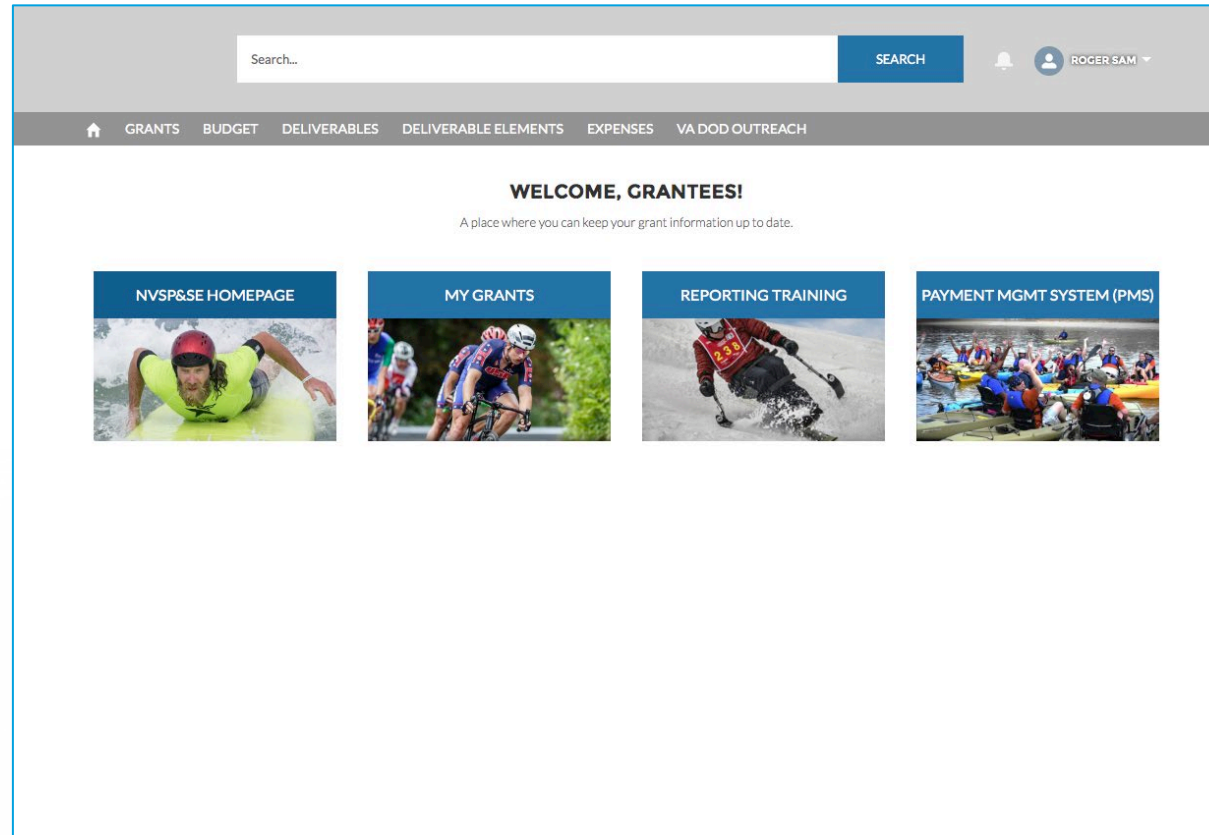 Search...
SEARCH
ROGER SAM
GRANTS BUDGET DELIVERABLES DELIVERABLE ELEMENTS EXPENSES VA DOD OUTREACH
WELCOME, GRANTEES!
A place where you can keep your grant information up to date.
NVSP&SE HOMEPAGE
MY GRANTS
REPORTING TRAINING
PAYMENT MGMT SYSTEM (PMS)
238